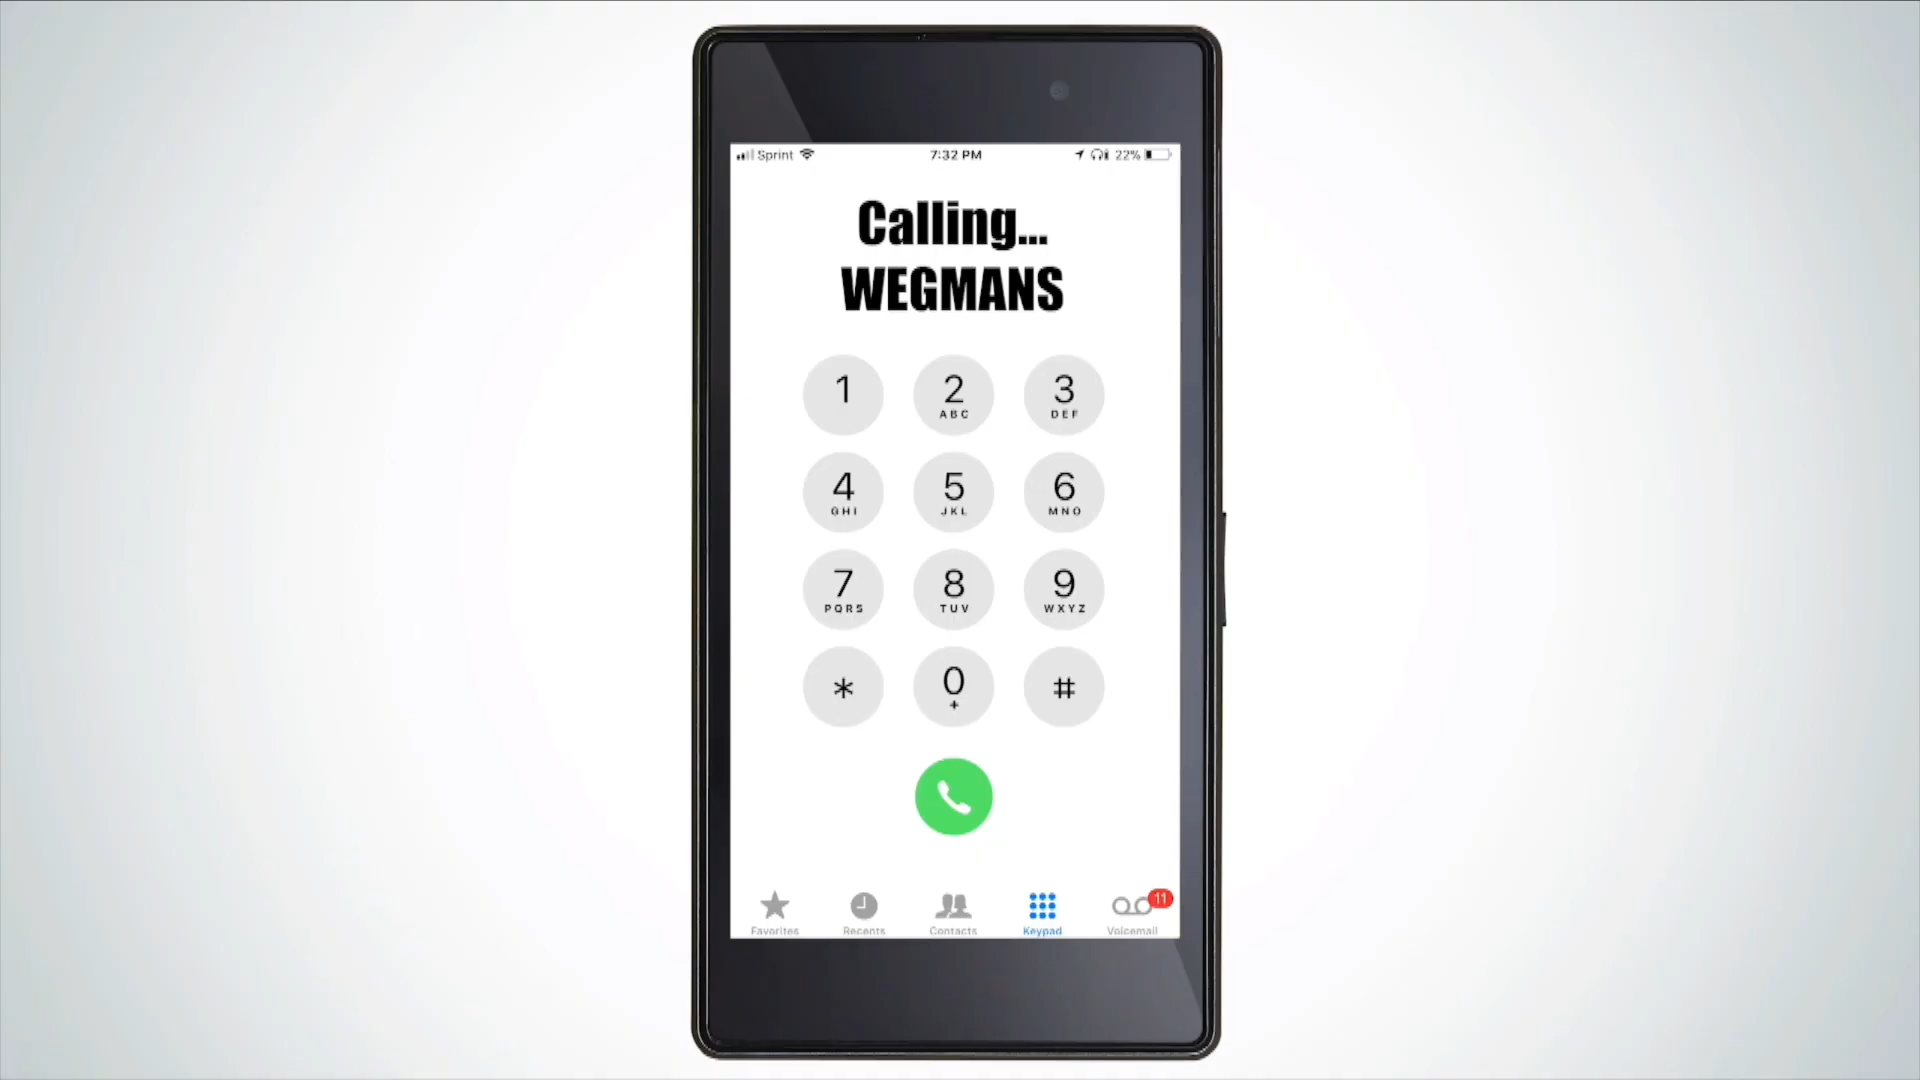 Sprint 7:32 PM 22%
Calling...
WEGMANS
1 2 3
ABC DEF
4 5 6
GHI JKL MNO
7 8 9
PQRS TUV WXYZ
* 0 #
+
11
Favorites Recents Contacts Keypad Voicemail